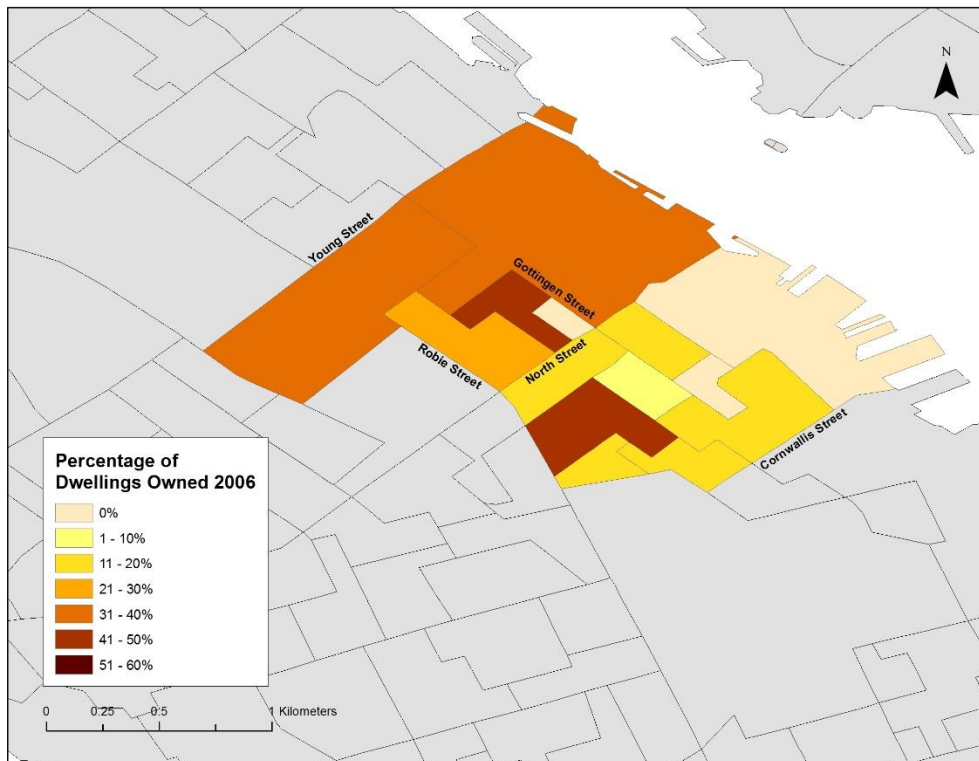 N
Young Street
Gottingen Street
Robie Street
North Street
Cornwallis Street
Percentage of
Dwellings Owned 2006
0%
1 - 10%
11 - 20%
21 - 30%
31 - 40%
41 - 50%
51 - 60%
0 0.25 0.5 1 Kilometers